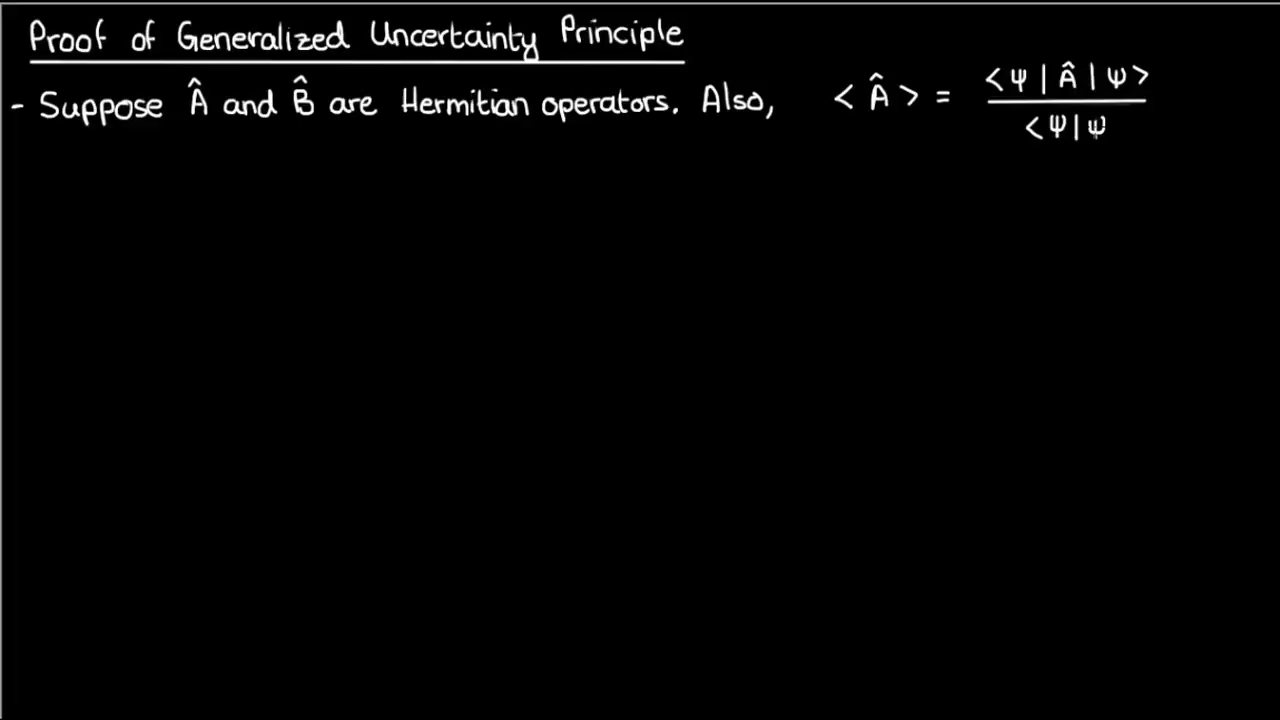 Proof of Generalized Uncertainty Principle
- Suppose Â and B̂ are Hermitian operators. Also, < Â > = <Ψ | Â | Ψ>
<Ψ | Ψ